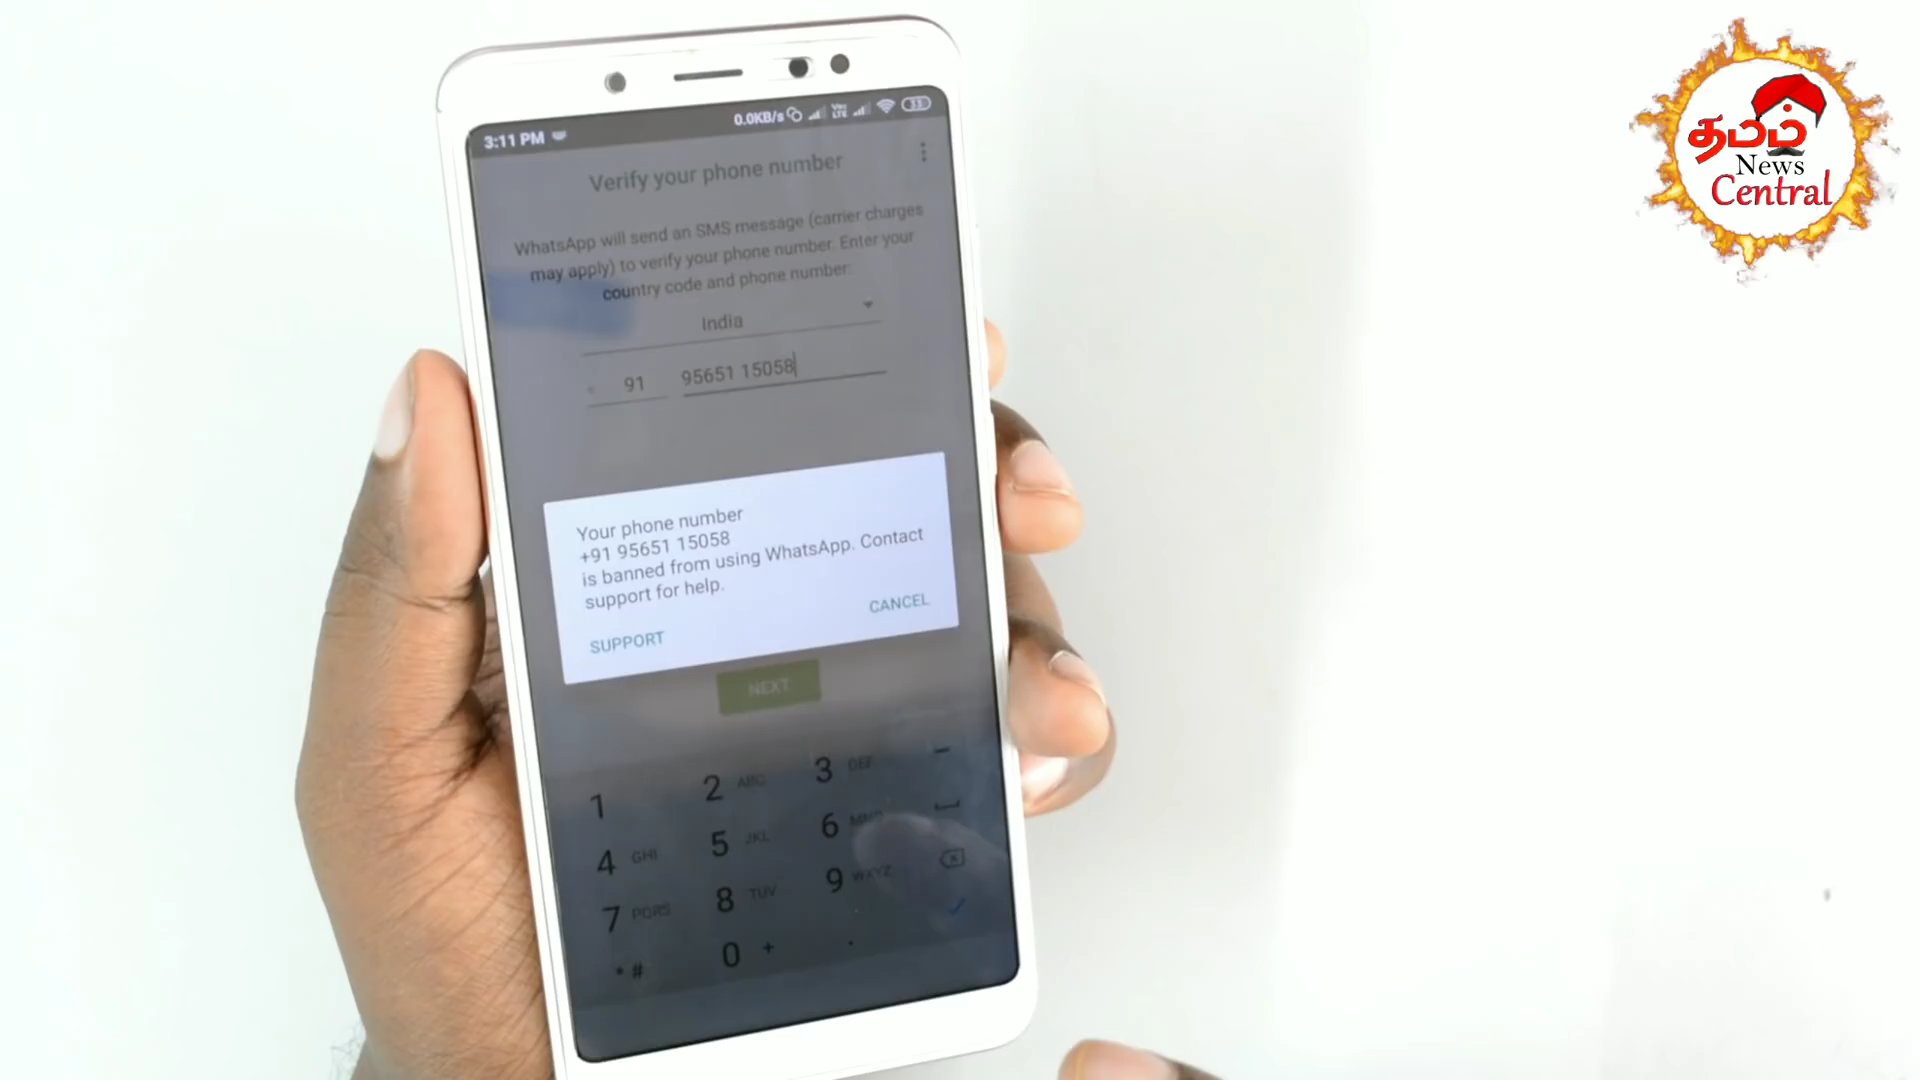 தமிழ்
News
Central
3:11 PM 0.0KB/s VoLTE 33
Verify your phone number
WhatsApp will send an SMS message (carrier charges
may apply) to verify your phone number. Enter your
country code and phone number:
India
+ 91 95651 15058
Your phone number
+91 95651 15058
is banned from using WhatsApp. Contact
support for help.
CANCEL
SUPPORT
NEXT
1 2 ABC 3 DEF -
4 GHI 5 JKL 6 MNO
7 PQRS 8 TUV 9 WXYZ
* # 0 + .